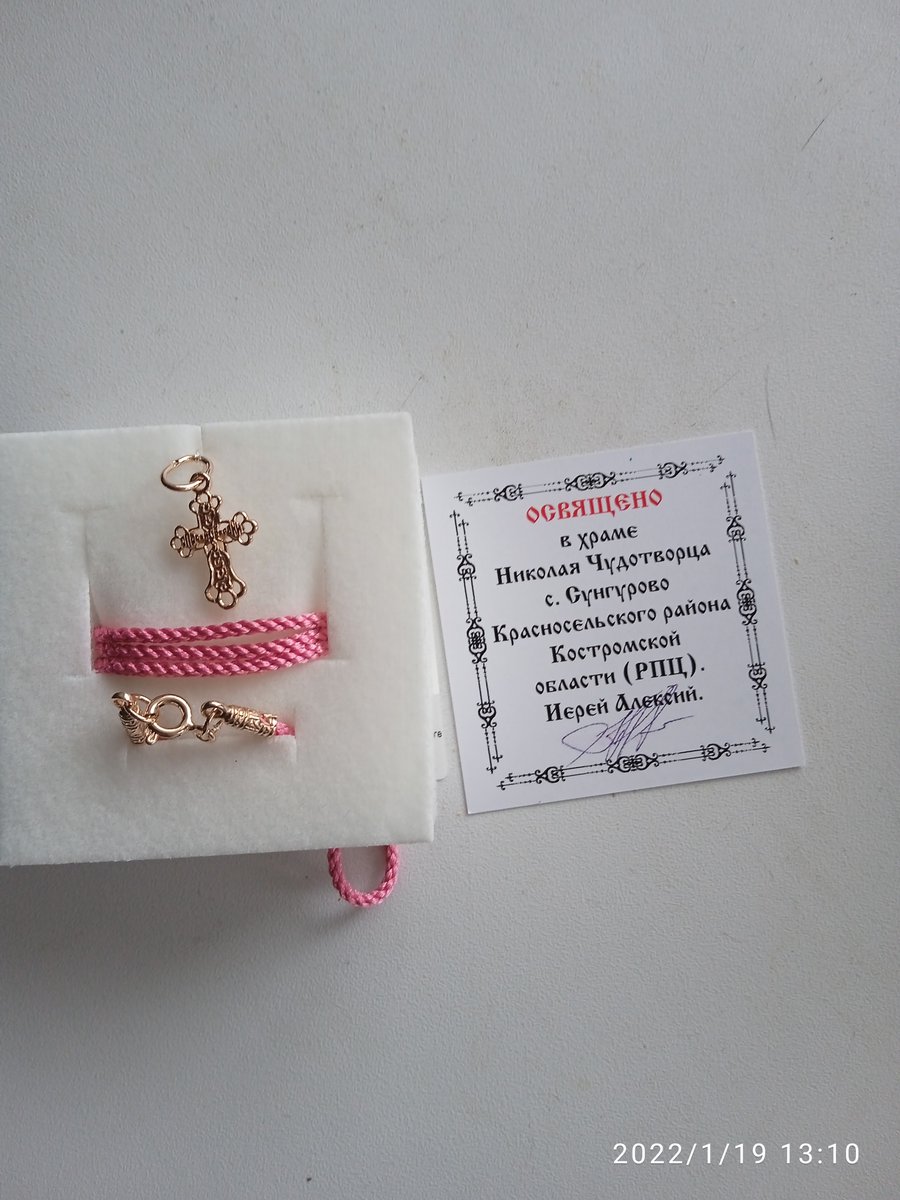 ОСВЯЩЕНО
в храме
Николая Чудотворца
с. Сунгурово
Красносельского района
Костромской
области (РПЦ).
Иерей Алексий.
2022/1/19 13:10